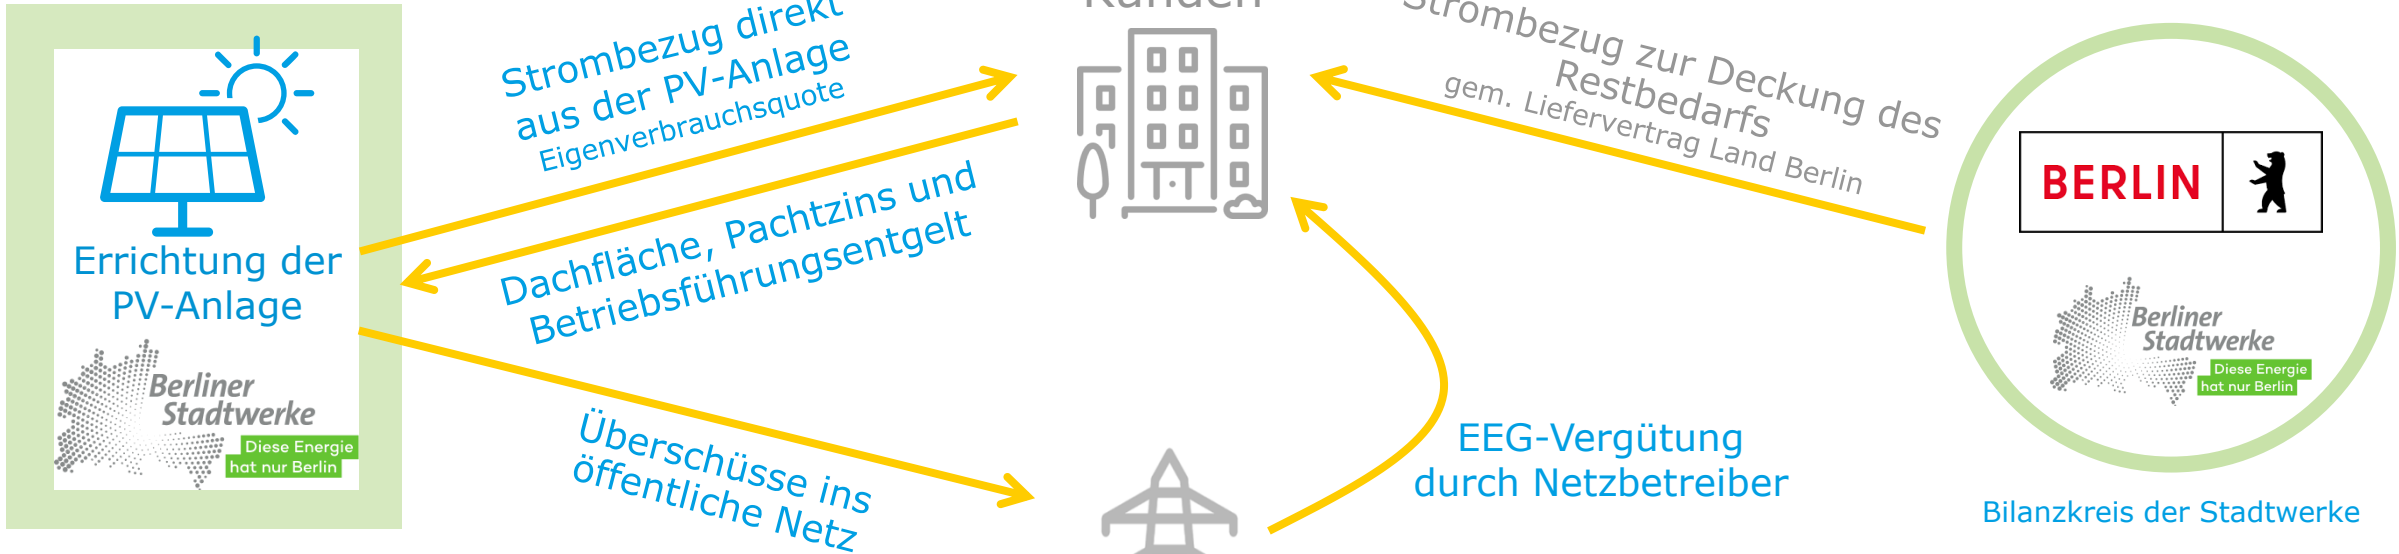 Strombezug direkt
aus der PV-Anlage
Eigenverbrauchsquote
Kunden
Strombezug zur Deckung des
Restbedarfs
gem. Liefervertrag Land Berlin
BERLIN
Errichtung der
PV-Anlage
Berliner
Stadtwerke
Diese Energie
hat nur Berlin
Dachfläche, Pachtzins und
Betriebsführungsentgelt
Überschüsse ins
öffentliche Netz
EEG-Vergütung
durch Netzbetreiber
Berliner
Stadtwerke
Diese Energie
hat nur Berlin
Bilanzkreis der Stadtwerke